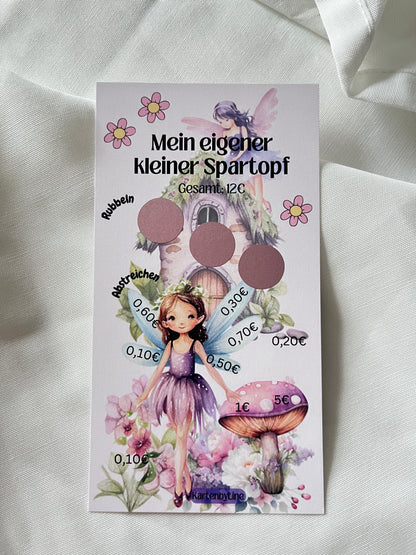 Mein eigener
kleiner Spartopf
Gesamt: 12€
Rubbeln
Abstreichen
0,60€
0,30€
0,70€
0,20€
0,10€
0,50€
1€
5€
0,10€
@Kartenbyline